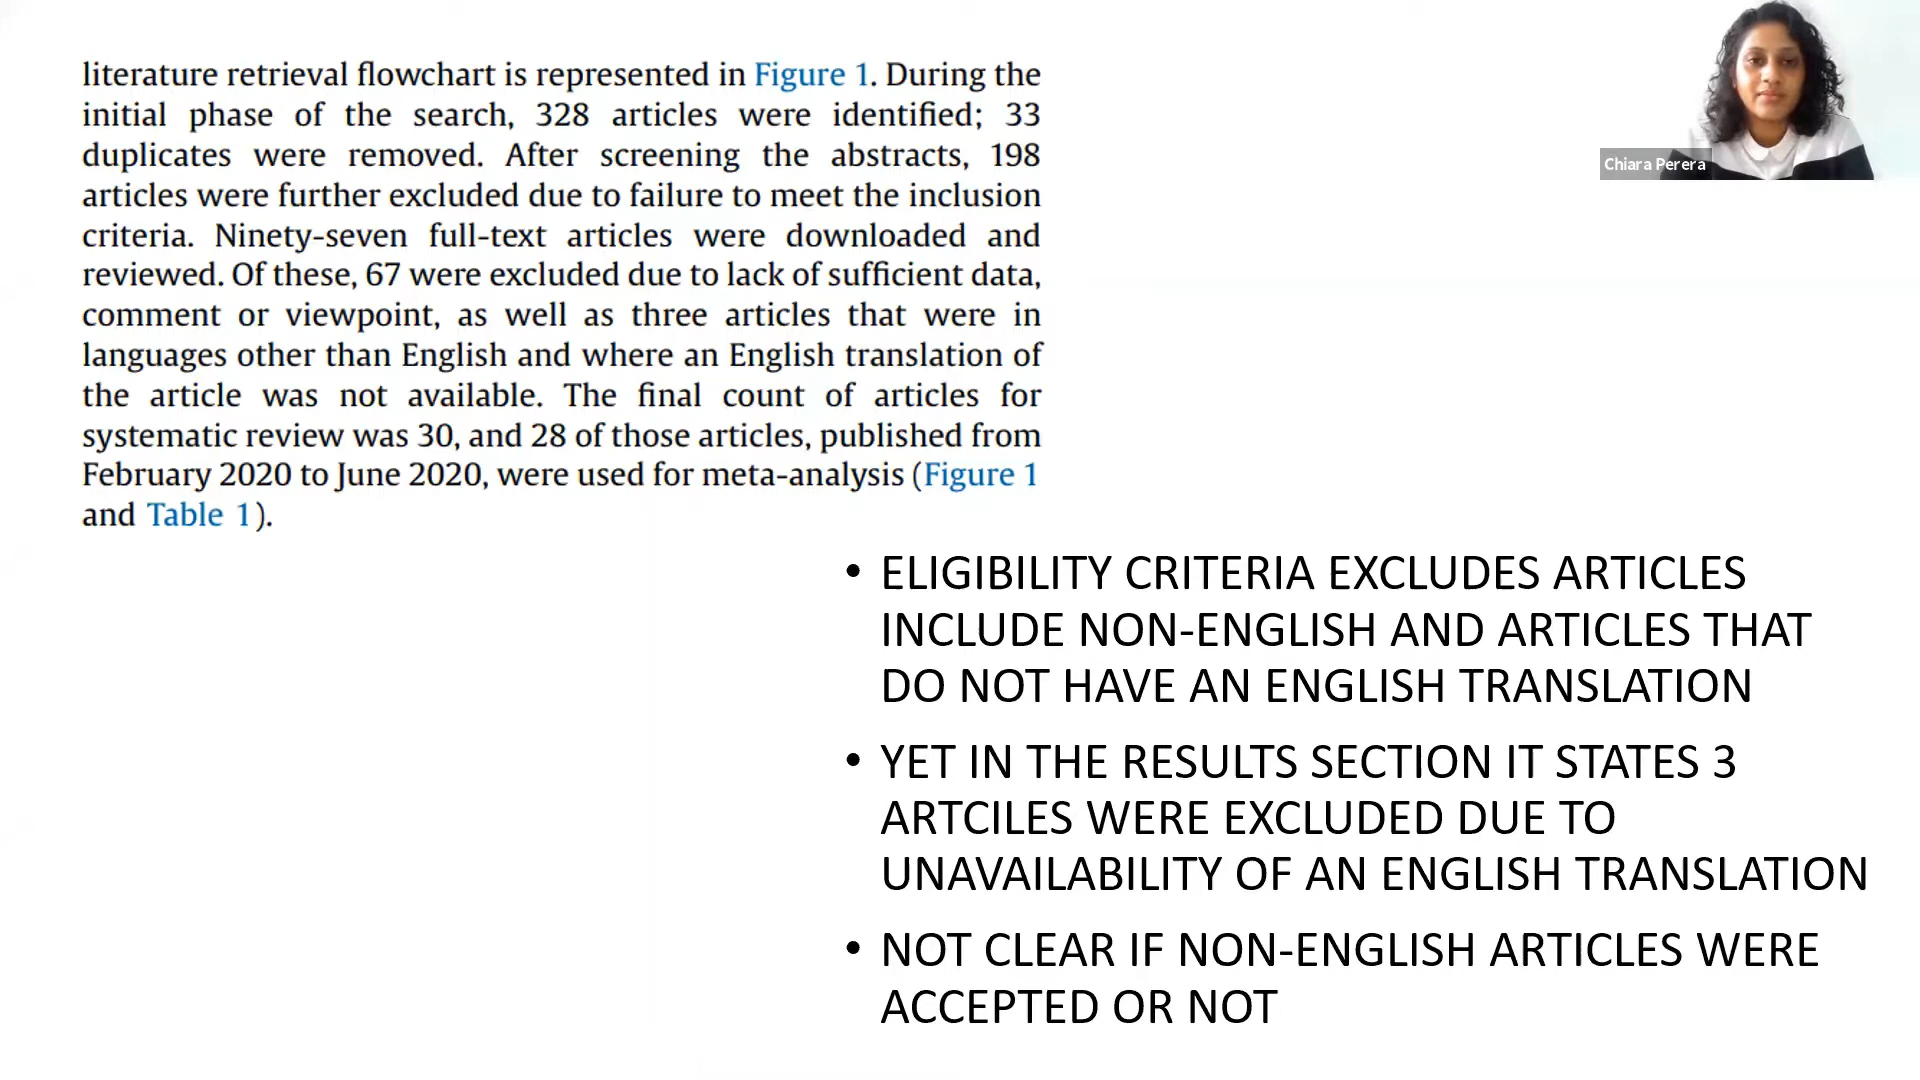 literature retrieval flowchart is represented in Figure 1. During the
initial phase of the search, 328 articles were identified; 33
duplicates were removed. After screening the abstracts, 198
articles were further excluded due to failure to meet the inclusion
criteria. Ninety-seven full-text articles were downloaded and
reviewed. Of these, 67 were excluded due to lack of sufficient data,
comment or viewpoint, as well as three articles that were in
languages other than English and where an English translation of
the article was not available. The final count of articles for
systematic review was 30, and 28 of those articles, published from
February 2020 to June 2020, were used for meta-analysis (Figure 1
and Table 1).
Chiara Perera
• ELIGIBILITY CRITERIA EXCLUDES ARTICLES
INCLUDE NON-ENGLISH AND ARTICLES THAT
DO NOT HAVE AN ENGLISH TRANSLATION
• YET IN THE RESULTS SECTION IT STATES 3
ARTCILES WERE EXCLUDED DUE TO
UNAVAILABILITY OF AN ENGLISH TRANSLATION
• NOT CLEAR IF NON-ENGLISH ARTICLES WERE
ACCEPTED OR NOT